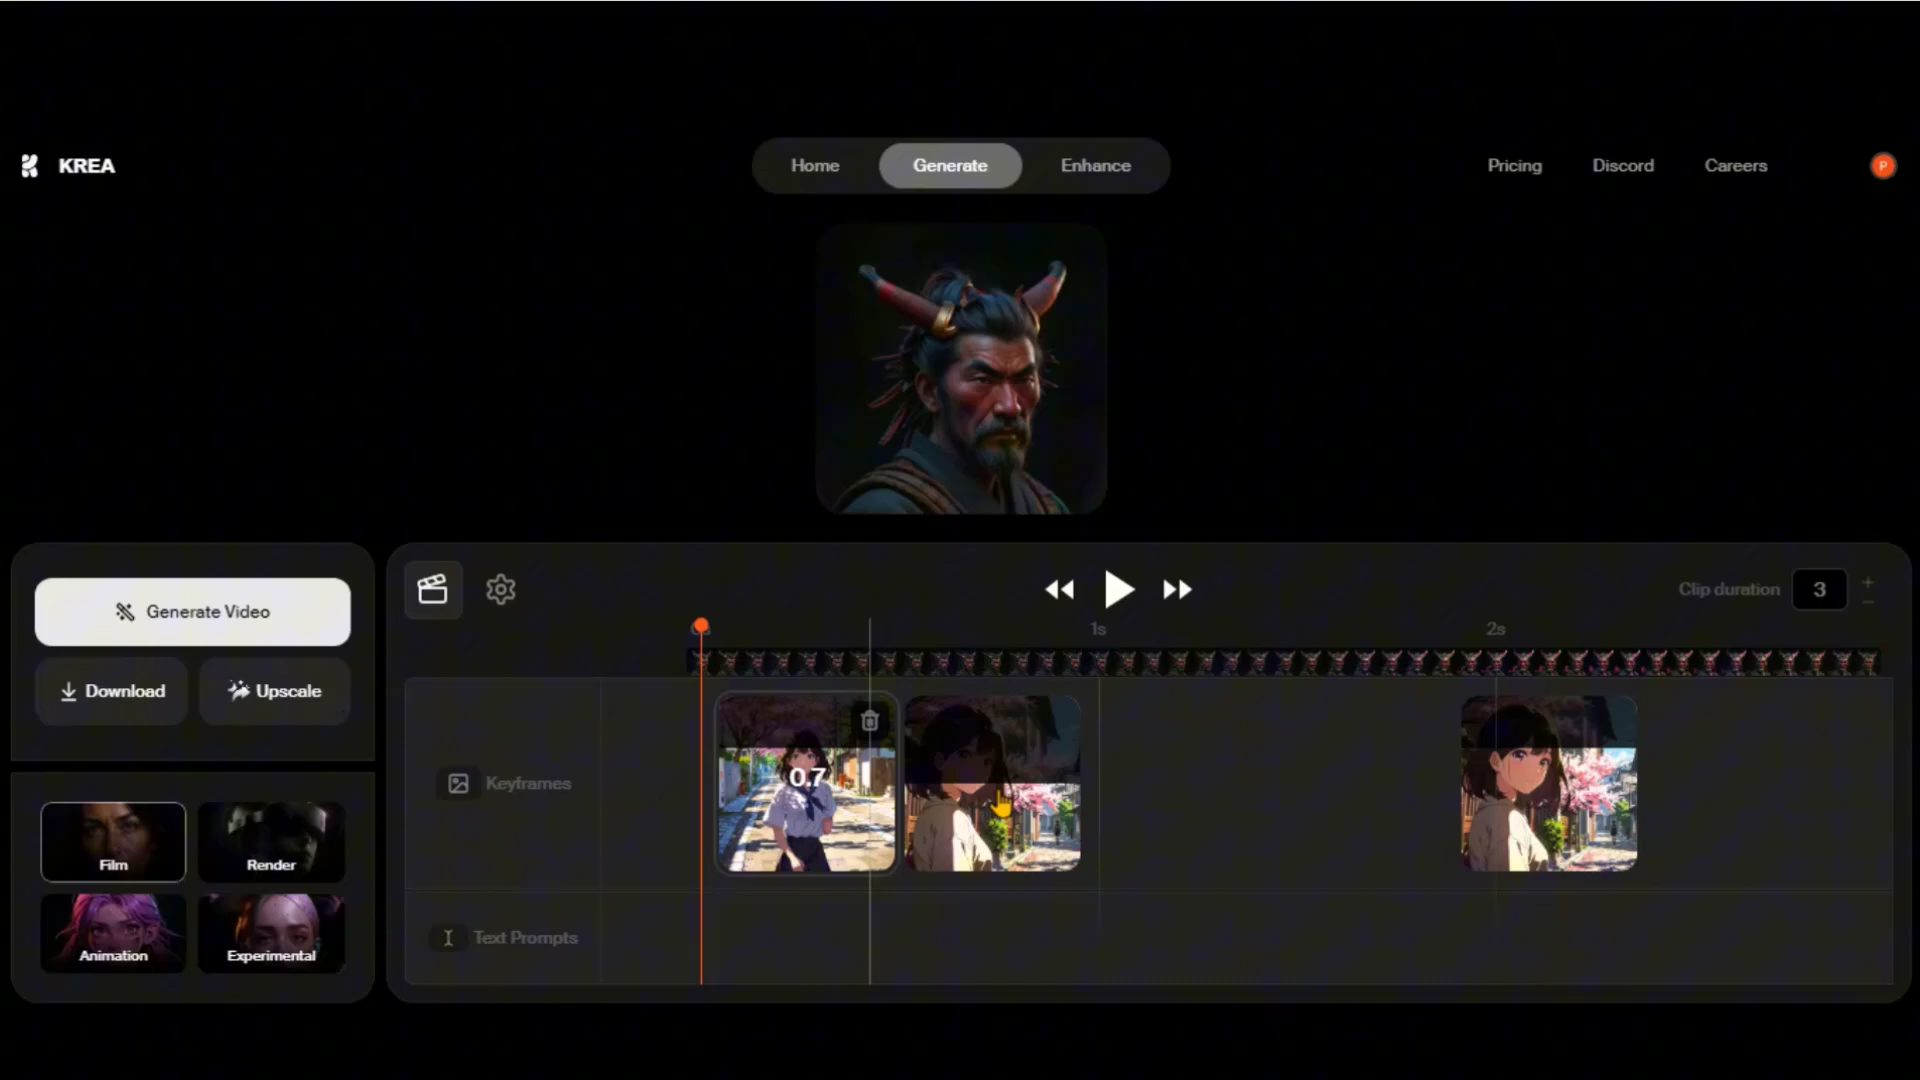 KREA
Home
Generate
Enhance
Pricing
Discord
Careers
P
Generate Video
Download
Upscale
Film
Render
Animation
Experimental
Clip duration
3
1s
2s
Keyframes
0.7
Text Prompts